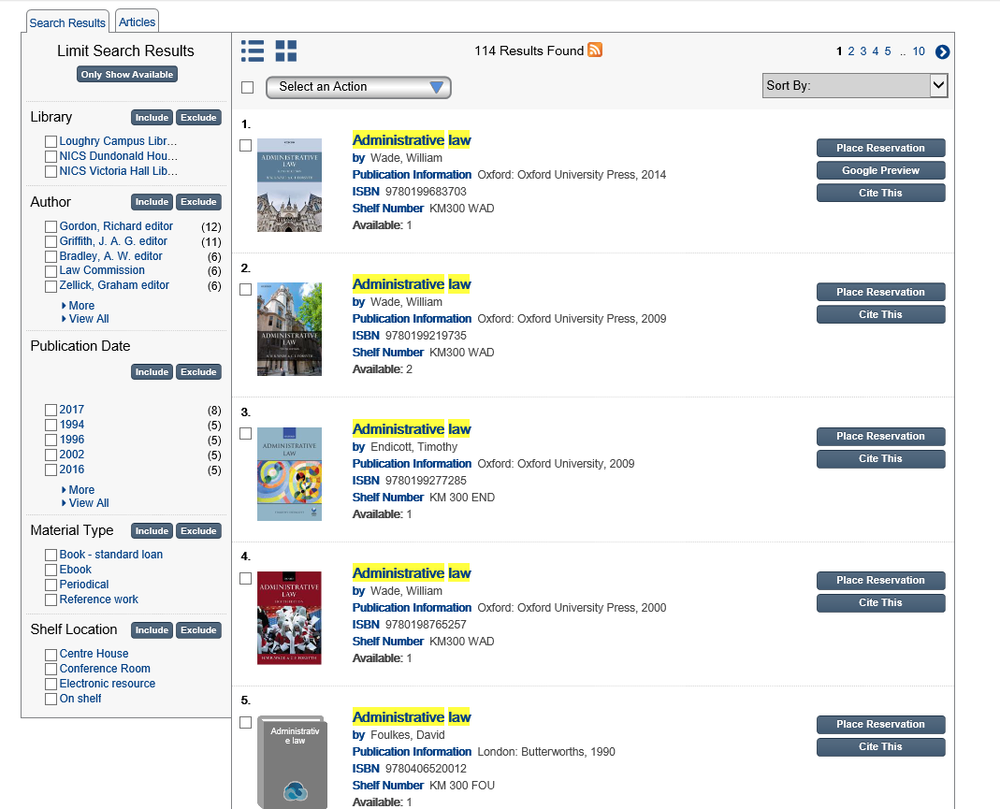 Search Results
Articles
Limit Search Results
Only Show Available
Library
Include
Exclude
Loughry Campus Libr...
NICS Dundonald Hou...
NICS Victoria Hall Lib...
Author
Include
Exclude
Gordon, Richard editor (12)
Griffith, J. A. G. editor (11)
Bradley, A. W. editor (6)
Law Commission (6)
Zellick, Graham editor (6)
More
View All
Publication Date
Include
Exclude
2017 (8)
1994 (5)
1996 (5)
2002 (5)
2016 (5)
More
View All
Material Type
Include
Exclude
Book - standard loan
Ebook
Periodical
Reference work
Shelf Location
Include
Exclude
Centre House
Conference Room
Electronic resource
On shelf
114 Results Found
1 2 3 4 5 .. 10
Select an Action
Sort By:
1.
ADMINISTRATIVE
LAW
Administrative law
by Wade, William
Publication Information Oxford: Oxford University Press, 2014
ISBN 9780199683703
Shelf Number KM300 WAD
Available: 1
Place Reservation
Google Preview
Cite This
2.
ADMINISTRATIVE
LAW
Administrative law
by Wade, William
Publication Information Oxford: Oxford University Press, 2009
ISBN 9780199219735
Shelf Number KM300 WAD
Available: 2
Place Reservation
Cite This
3.
ADMINISTRATIVE
LAW
Administrative law
by Endicott, Timothy
Publication Information Oxford: Oxford University, 2009
ISBN 9780199277285
Shelf Number KM 300 END
Available: 1
Place Reservation
Cite This
4.
ADMINISTRATIVE
LAW
Administrative law
by Wade, William
Publication Information Oxford: Oxford University Press, 2000
ISBN 9780198765257
Shelf Number KM300 WAD
Available: 1
Place Reservation
Cite This
5.
Administrativ
e law
Administrative law
by Foulkes, David
Publication Information London: Butterworths, 1990
ISBN 9780406520012
Shelf Number KM 300 FOU
Available: 1
Place Reservation
Cite This